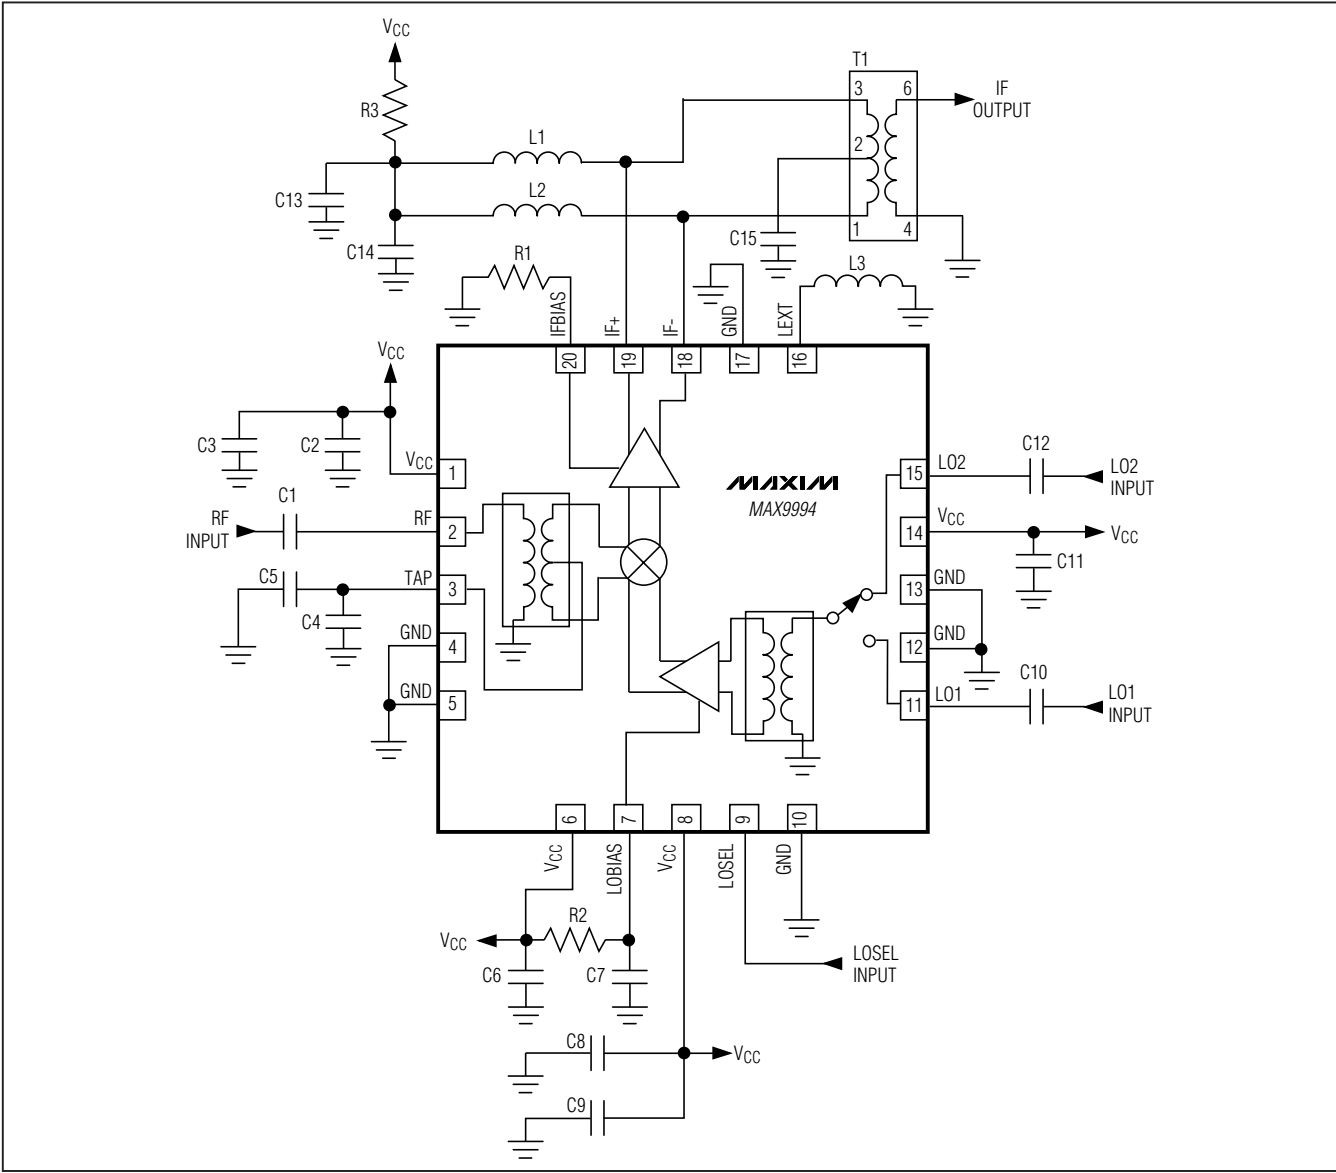 VCC
R3
C13
C14
L1
L2
T1
3
6
2
1
4
IF
OUTPUT
C15
R1
L3
IFBIAS
IF+
IF-
GND
LEXT
20
19
18
17
16
VCC
C3
C2
VCC
1
C1
RF
INPUT
RF
2
C5
TAP
3
C4
GND
4
GND
5
MAXIM
MAX9994
15
LO2
C12
LO2
INPUT
14
VCC
VCC
C11
13
GND
12
GND
C10
11
LO1
LO1
INPUT
6
7
8
9
10
VCC
LOBIAS
VCC
LOSEL
GND
VCC
R2
C6
C7
LOSEL
INPUT
C8
VCC
C9